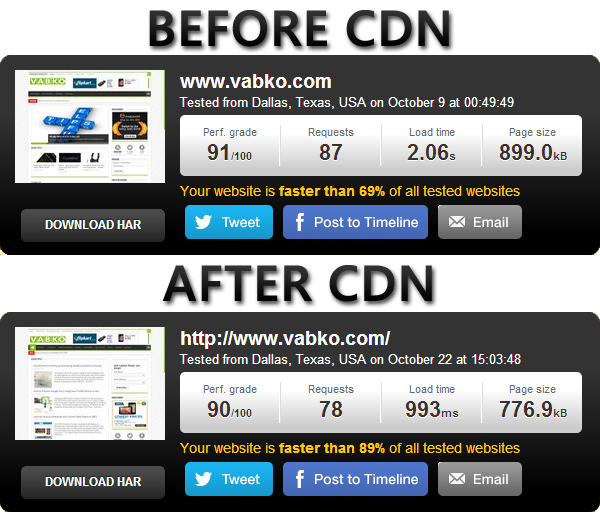 BEFORE CDN
VABKO
www.vabko.com
Tested from Dallas, Texas, USA on October 9 at 00:49:49
Perf. grade Requests Load time Page size
91/100 87 2.06s 899.0kB
Your website is faster than 69% of all tested websites
DOWNLOAD HAR Tweet Post to Timeline Email
AFTER CDN
VABKO
http://www.vabko.com/
Tested from Dallas, Texas, USA on October 22 at 15:03:48
Perf. grade Requests Load time Page size
90/100 78 993ms 776.9kB
Your website is faster than 89% of all tested websites
DOWNLOAD HAR Tweet Post to Timeline Email